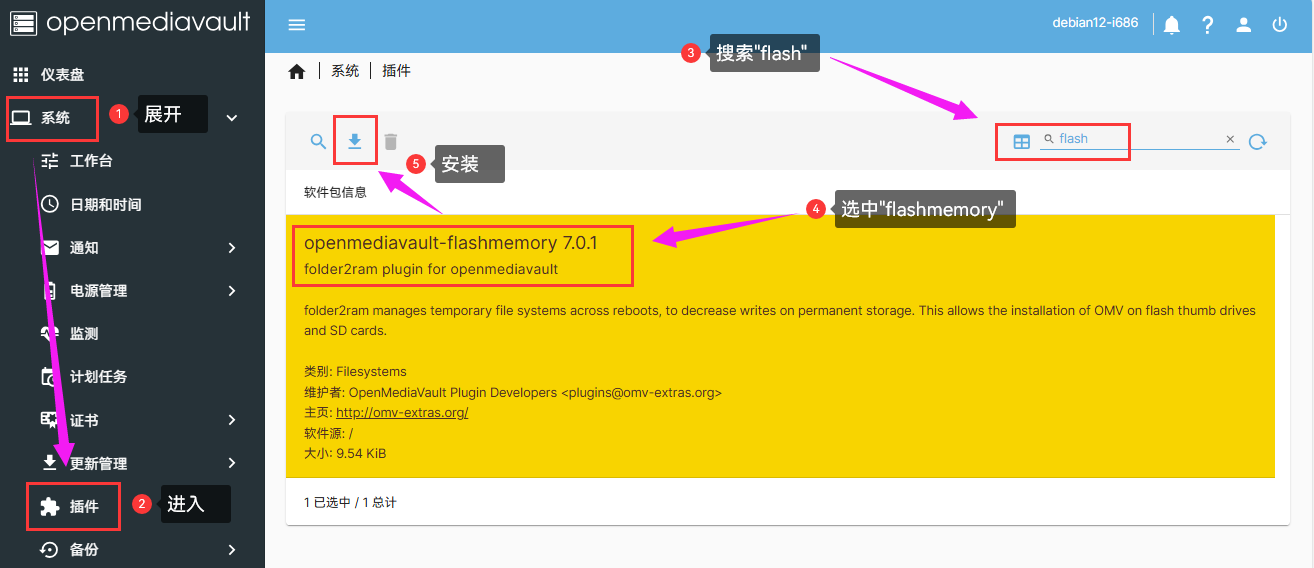 openmediavault
debian12-i686
仪表盘
系统
1 展开
工作台
日期和时间
通知
电源管理
监测
计划任务
证书
更新管理
插件
2 进入
备份
系统 | 插件
3 搜索"flash"
flash
5 安装
软件包信息
4 选中"flashmemory"
openmediavault-flashmemory 7.0.1
folder2ram plugin for openmediavault
folder2ram manages temporary file systems across reboots, to decrease writes on permanent storage. This allows the installation of OMV on flash thumb drives
and SD cards.
类别: Filesystems
维护者: OpenMediaVault Plugin Developers <plugins@omv-extras.org>
主页: http://omv-extras.org/
软件源: /
大小: 9.54 KiB
1 已选中 / 1 总计